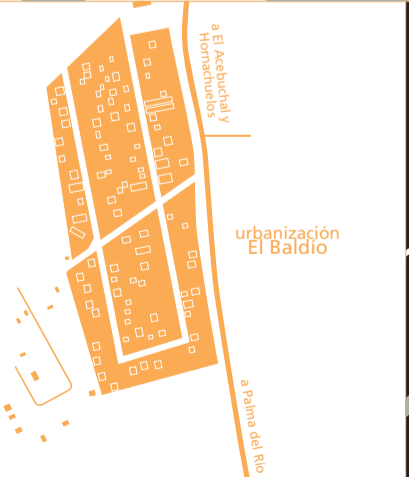 a El Acebuchal y
Hornachuelos
urbanización
El Baldío
a Palma del Río